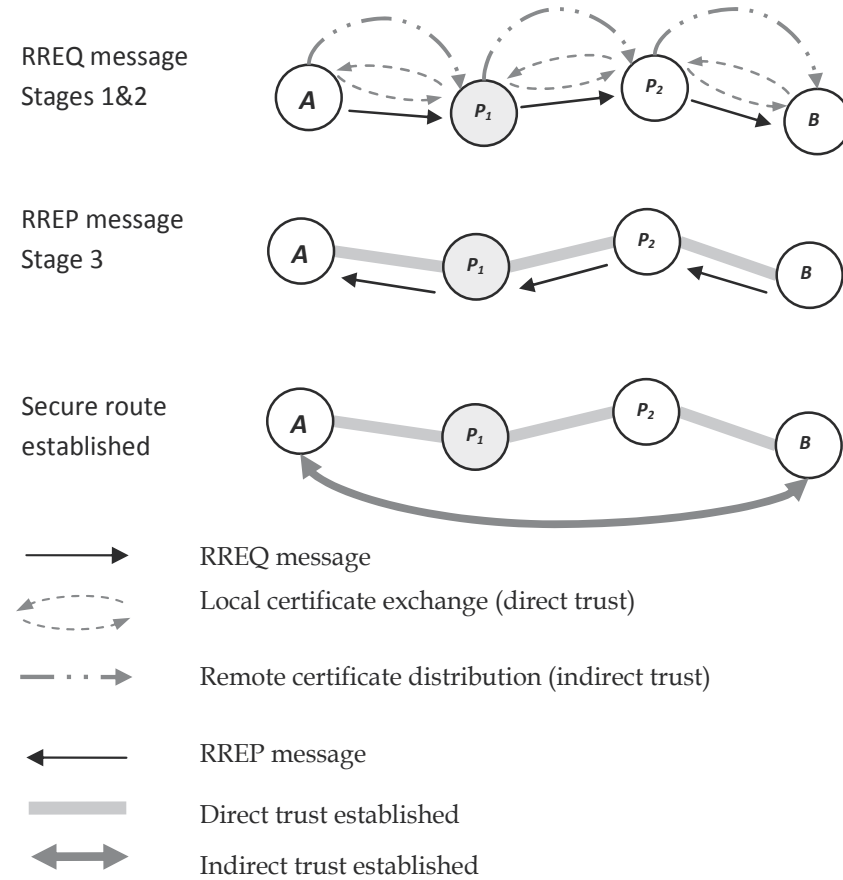 RREQ message
Stages 1&2
A
P1
P2
B
RREP message
Stage 3
A
P1
P2
B
Secure route
established
A
P1
P2
B
RREQ message
Local certificate exchange (direct trust)
Remote certificate distribution (indirect trust)
RREP message
Direct trust established
Indirect trust established